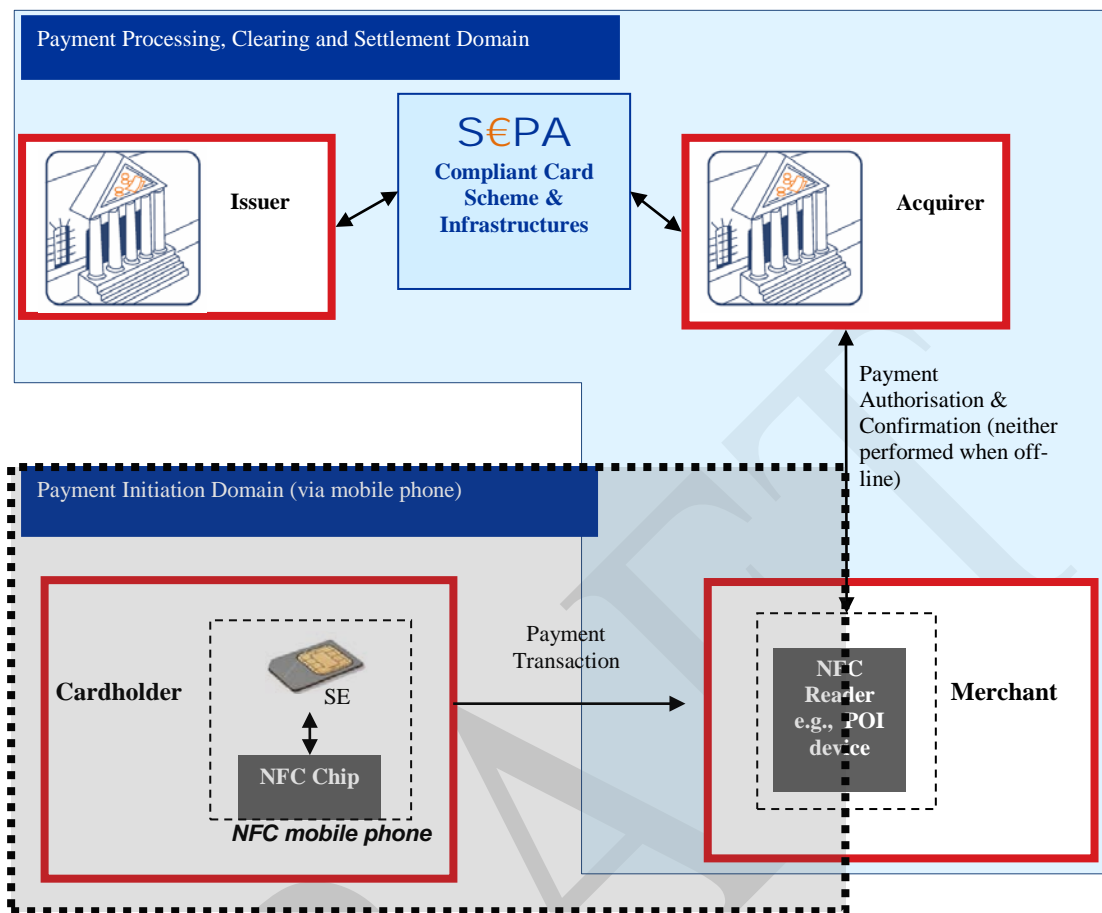 Payment Processing, Clearing and Settlement Domain
S€PA
Compliant Card
Scheme &
Infrastructures
Issuer
Acquirer
Payment
Authorisation &
Confirmation (neither
performed when off-
line)
Payment Initiation Domain (via mobile phone)
Cardholder
SE
NFC Chip
NFC mobile phone
Payment
Transaction
NFC
Reader
e.g., POI
device
Merchant
DRAFT